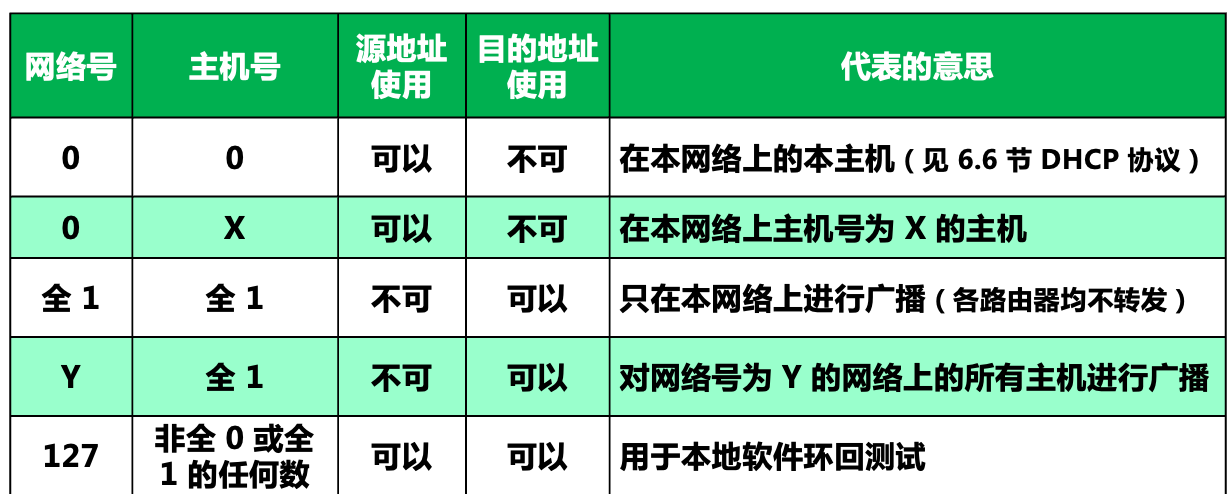 网络号 主机号 源地址使用 目的地址使用 代表的意思
0 0 可以 不可 在本网络上的本主机（见 6.6 节 DHCP 协议）
0 X 可以 不可 在本网络上主机号为 X 的主机
全 1 全 1 不可 可以 只在本网络上进行广播（各路由器均不转发）
Y 全 1 不可 可以 对网络号为 Y 的网络上的所有主机进行广播
127 非全 0 或全 1 的任何数 可以 可以 用于本地软件环回测试